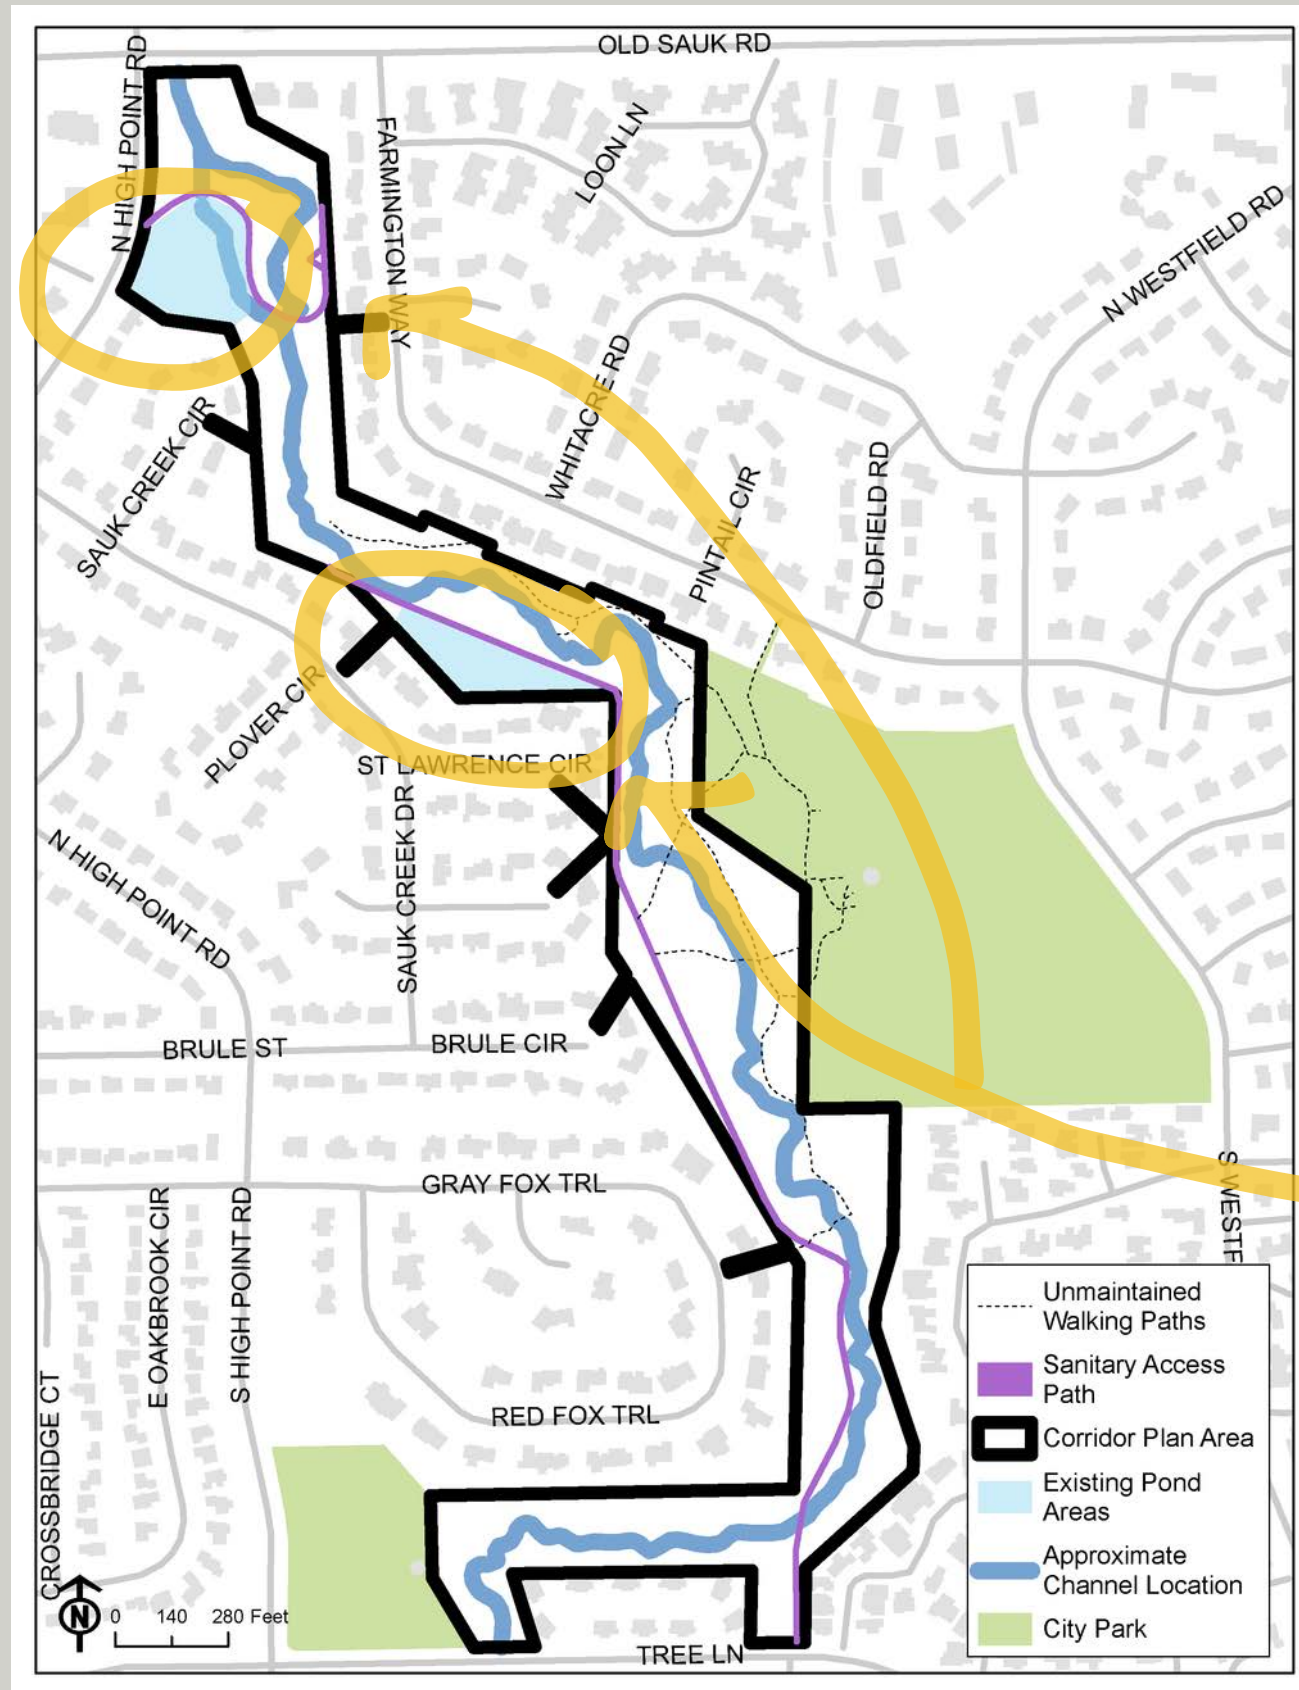 OLD SAUK RD
N HIGH POINT RD
FARMINGTON WAY
LOON LN
N WESTFIELD RD
WHITACRE RD
SAUK CREEK CIR
PINTAIL CIR
OLDFIELD RD
PLOVER CIR
ST LAWRENCE CIR
SAUK CREEK DR
N HIGH POINT RD
BRULE ST
BRULE CIR
GRAY FOX TRL
S WESTF
E OAKBROOK CIR
S HIGH POINT RD
RED FOX TRL
CROSSBRIDGE CT
Unmaintained
Walking Paths
Sanitary Access
Path
Corridor Plan Area
Existing Pond
Areas
Approximate
Channel Location
City Park
N
0 140 280 Feet
TREE LN